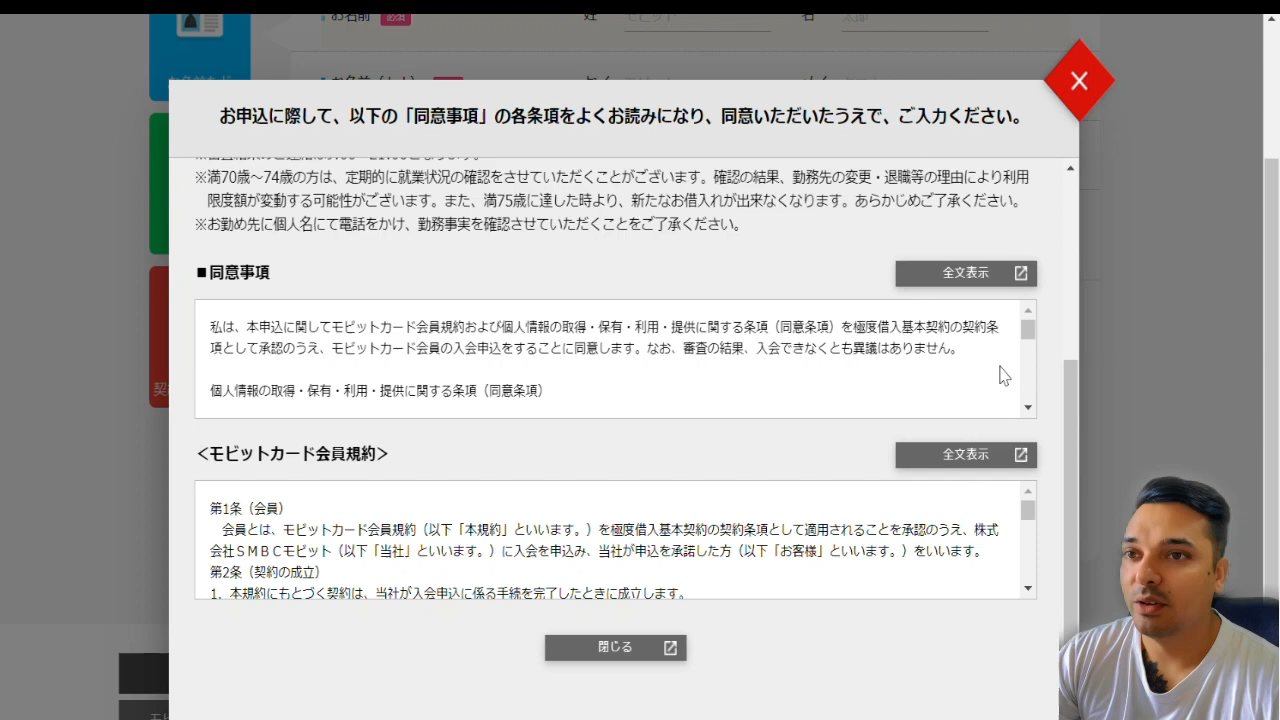 お名前 必須 姓 モビット 名 太郎
お申込に際して、以下の「同意事項」の各条項をよくお読みになり、同意いただいたうえで、ご入力ください。
※満70歳～74歳の方は、定期的に就業状況の確認をさせていただくことがございます。確認の結果、勤務先の変更・退職等の理由により利用
限度額が変動する可能性がございます。また、満75歳に達した時より、新たなお借入れが出来なくなります。あらかじめご了承ください。
※お勤め先に個人名にて電話をかけ、勤務事実を確認させていただくことをご了承ください。
■同意事項
全文表示
私は、本申込に関してモビットカード会員規約および個人情報の取得・保有・利用・提供に関する条項（同意条項）を極度借入基本契約の契約条
項として承認のうえ、モビットカード会員の入会申込をすることに同意します。なお、審査の結果、入会できなくとも異議はありません。
個人情報の取得・保有・利用・提供に関する条項（同意条項）
＜モビットカード会員規約＞
全文表示
第1条（会員）
会員とは、モビットカード会員規約（以下「本規約」といいます。）を極度借入基本契約の契約条項として適用されることを承認のうえ、株式
会社ＳＭＢＣモビット（以下「当社」といいます。）に入会を申込み、当社が申込を承諾した方（以下「お客様」といいます。）をいいます。
第2条（契約の成立）
1．本規約にもとづく契約は、当社が入会申込に係る手続を完了したときに成立します。
閉じる